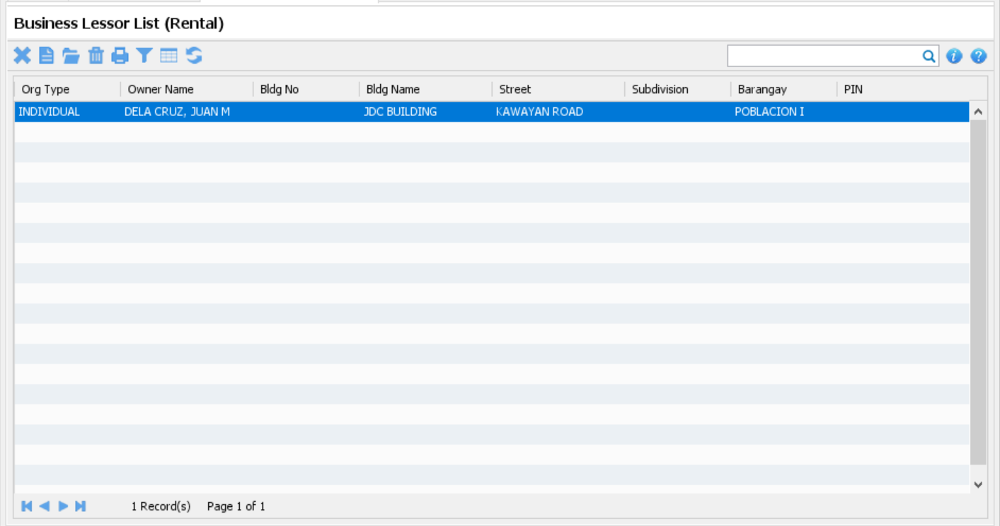 Business Lessor List (Rental)
Org Type Owner Name Bldg No Bldg Name Street Subdivision Barangay PIN
INDIVIDUAL DELA CRUZ, JUAN M JDC BUILDING KAWAYAN ROAD POBLACION I
1 Record(s) Page 1 of 1